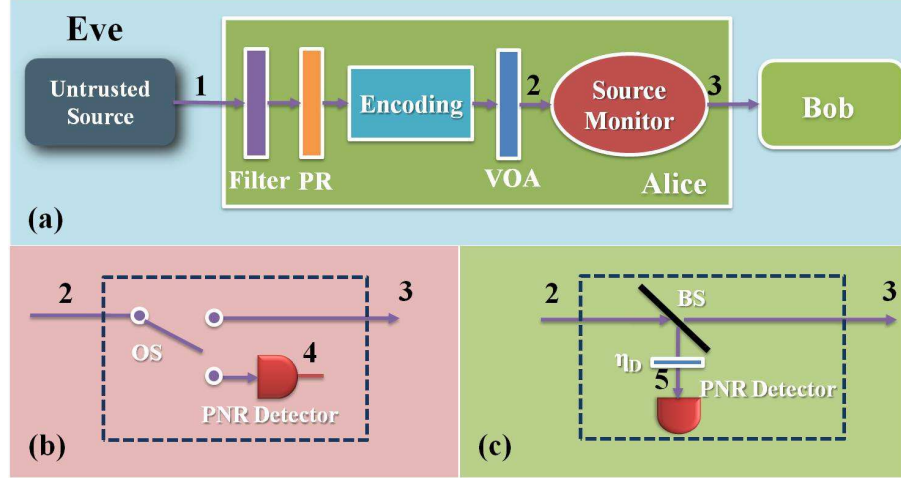 Eve
Untrusted
Source
1
Filter
PR
Encoding
2
VOA
Source
Monitor
3
Alice
Bob
(a)
2
3
OS
4
PNR Detector
(b)
2
BS
3
ηD
5
PNR Detector
(c)